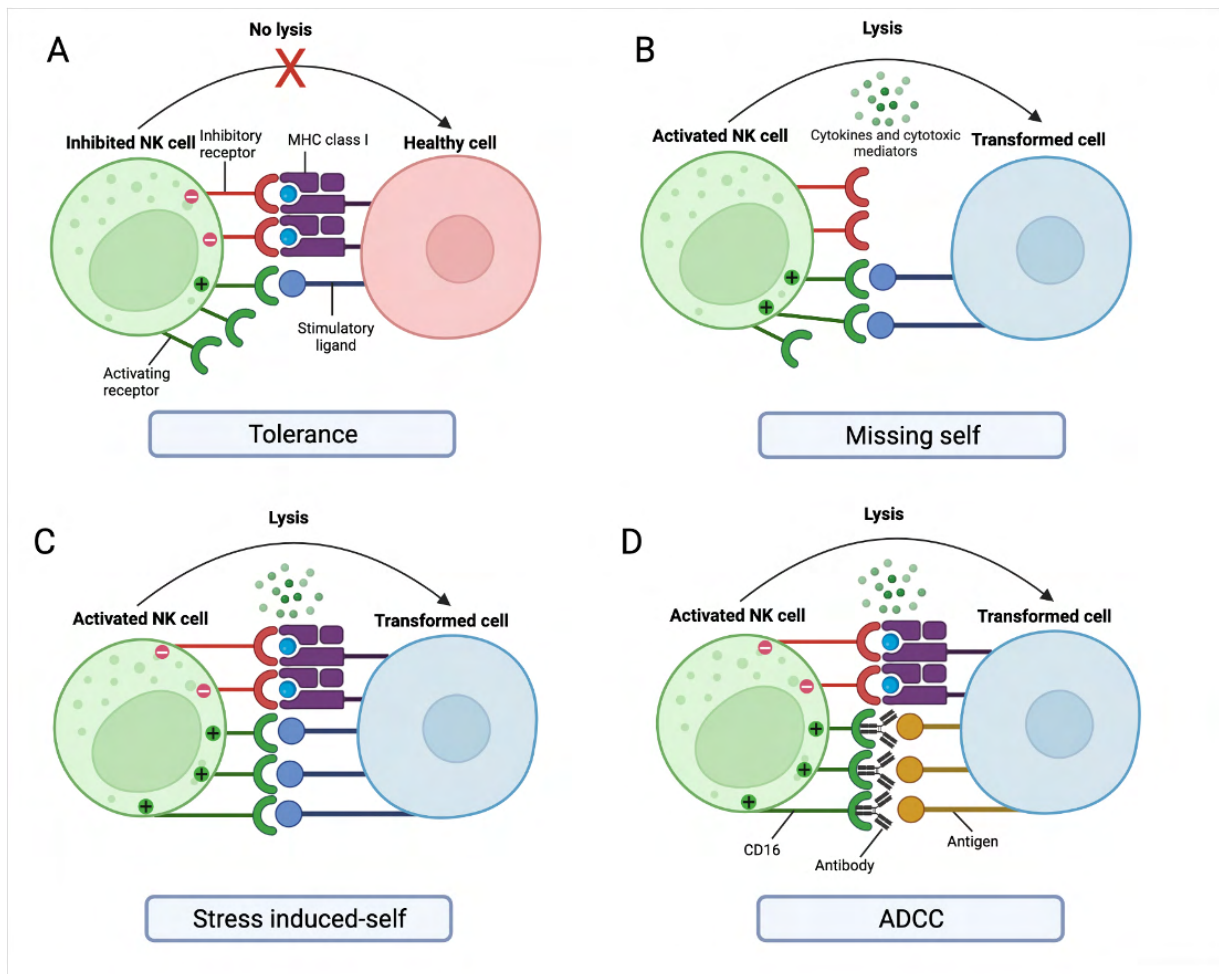 A
No lysis
Inhibited NK cell
Inhibitory
receptor
MHC class I
Healthy cell
Stimulatory
ligand
Activating
receptor
Tolerance
B
Lysis
Activated NK cell
Cytokines and cytotoxic
mediators
Transformed cell
Missing self
C
Lysis
Activated NK cell
Transformed cell
Stress induced-self
D
Lysis
Activated NK cell
Transformed cell
CD16
Antibody
Antigen
ADCC